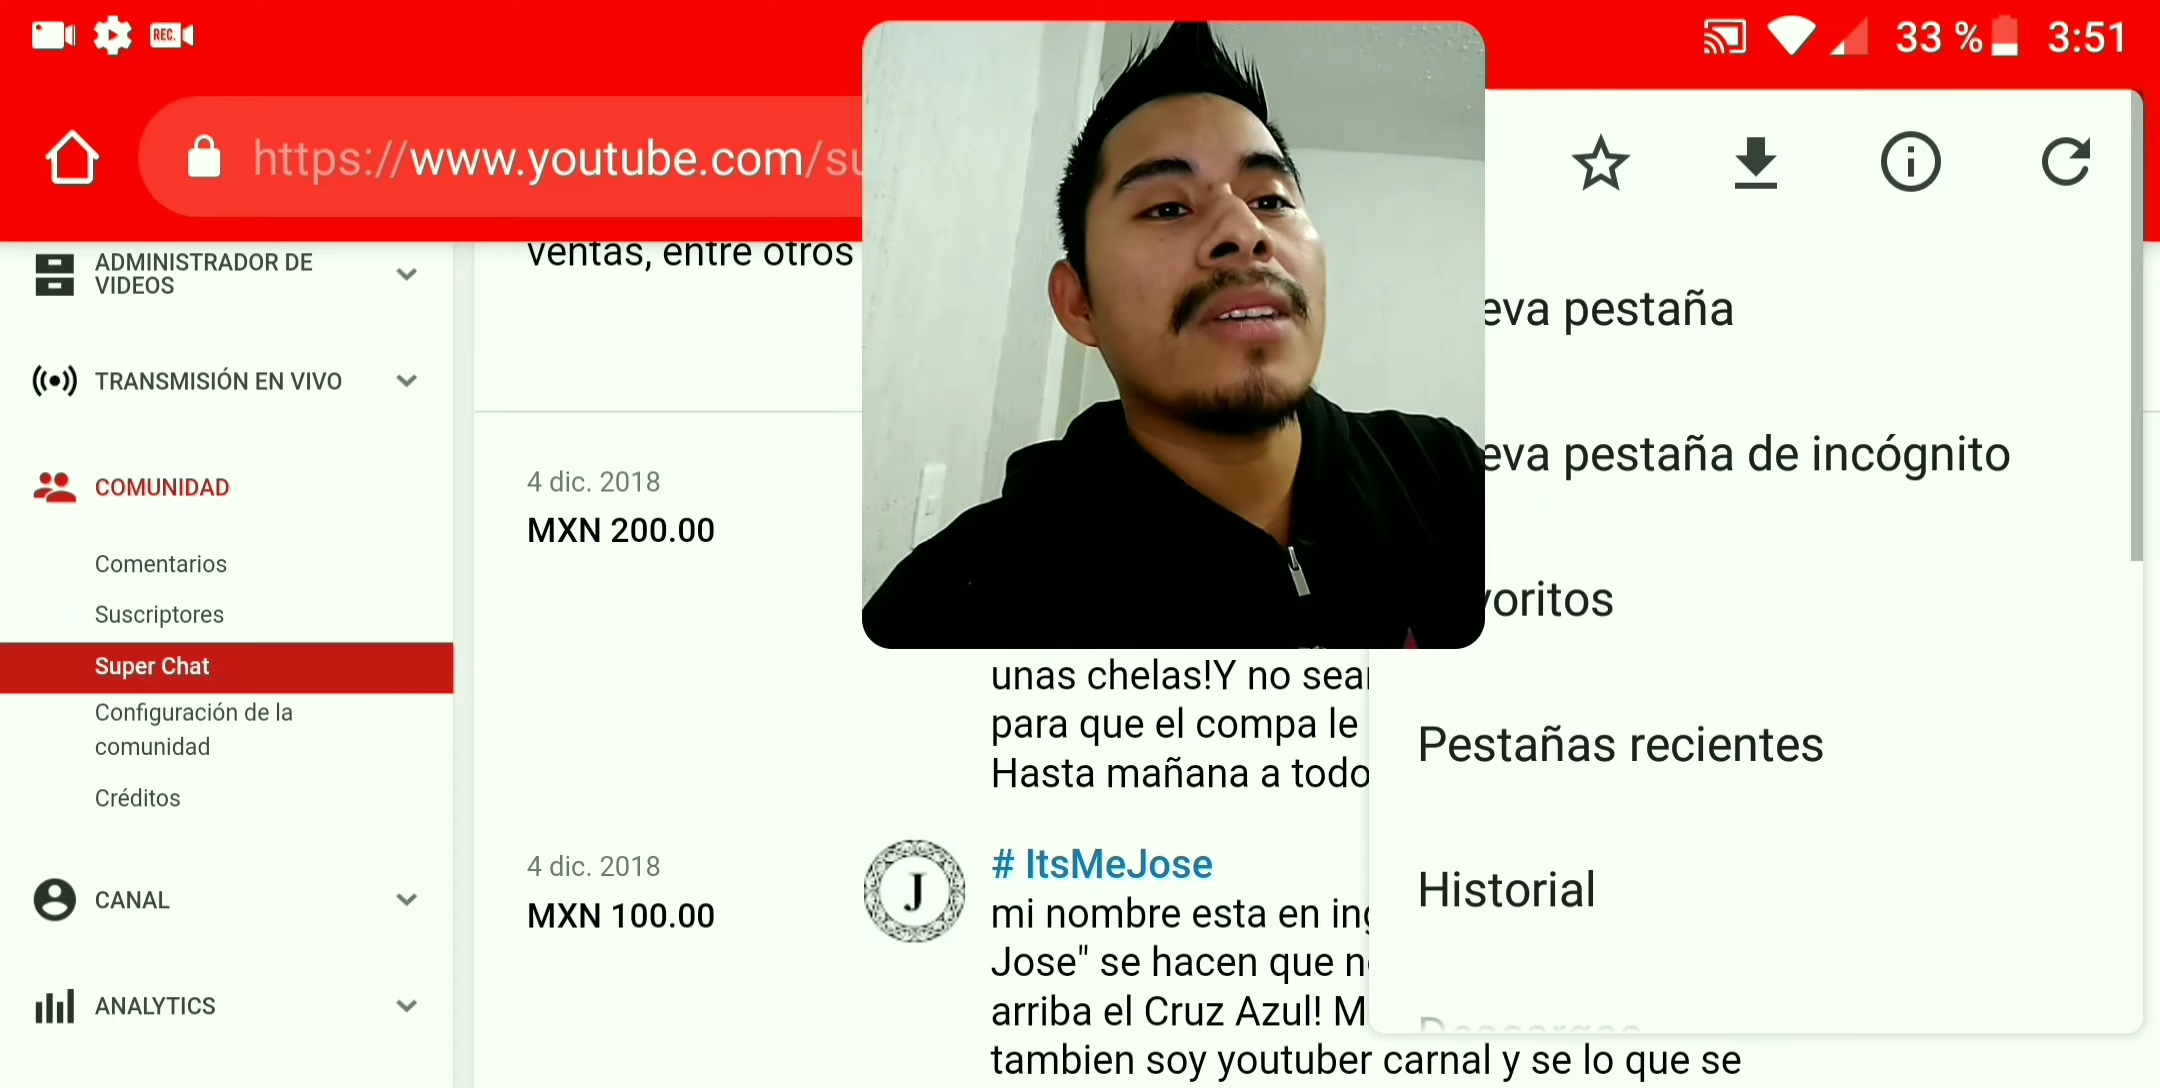 REC.
33 %
3:51
https://www.youtube.com/su
ADMINISTRADOR DE
VIDEOS
TRANSMISIÓN EN VIVO
COMUNIDAD
Comentarios
Suscriptores
Super Chat
Configuración de la
comunidad
Créditos
CANAL
ANALYTICS
ventas, entre otros
4 dic. 2018
MXN 200.00
unas chelas!Y no sea
para que el compa le
Hasta mañana a todo
4 dic. 2018
MXN 100.00
J
# ItsMeJose
mi nombre esta en ing
Jose" se hacen que n
arriba el Cruz Azul! M
tambien soy youtuber carnal y se lo que se
eva pestaña
eva pestaña de incógnito
voritos
Pestañas recientes
Historial
Descargas